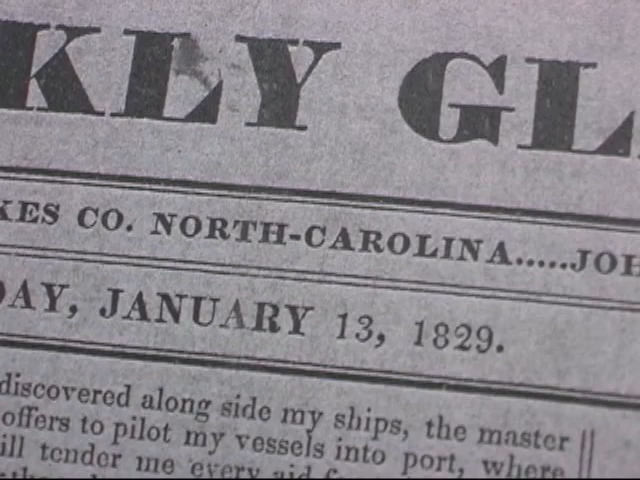 KLY GL
KES CO. NORTH-CAROLINA.....JOH
DAY, JANUARY 13, 1829.
discovered along side my ships, the master
offers to pilot my vessels into port, where
ill tender me every aid